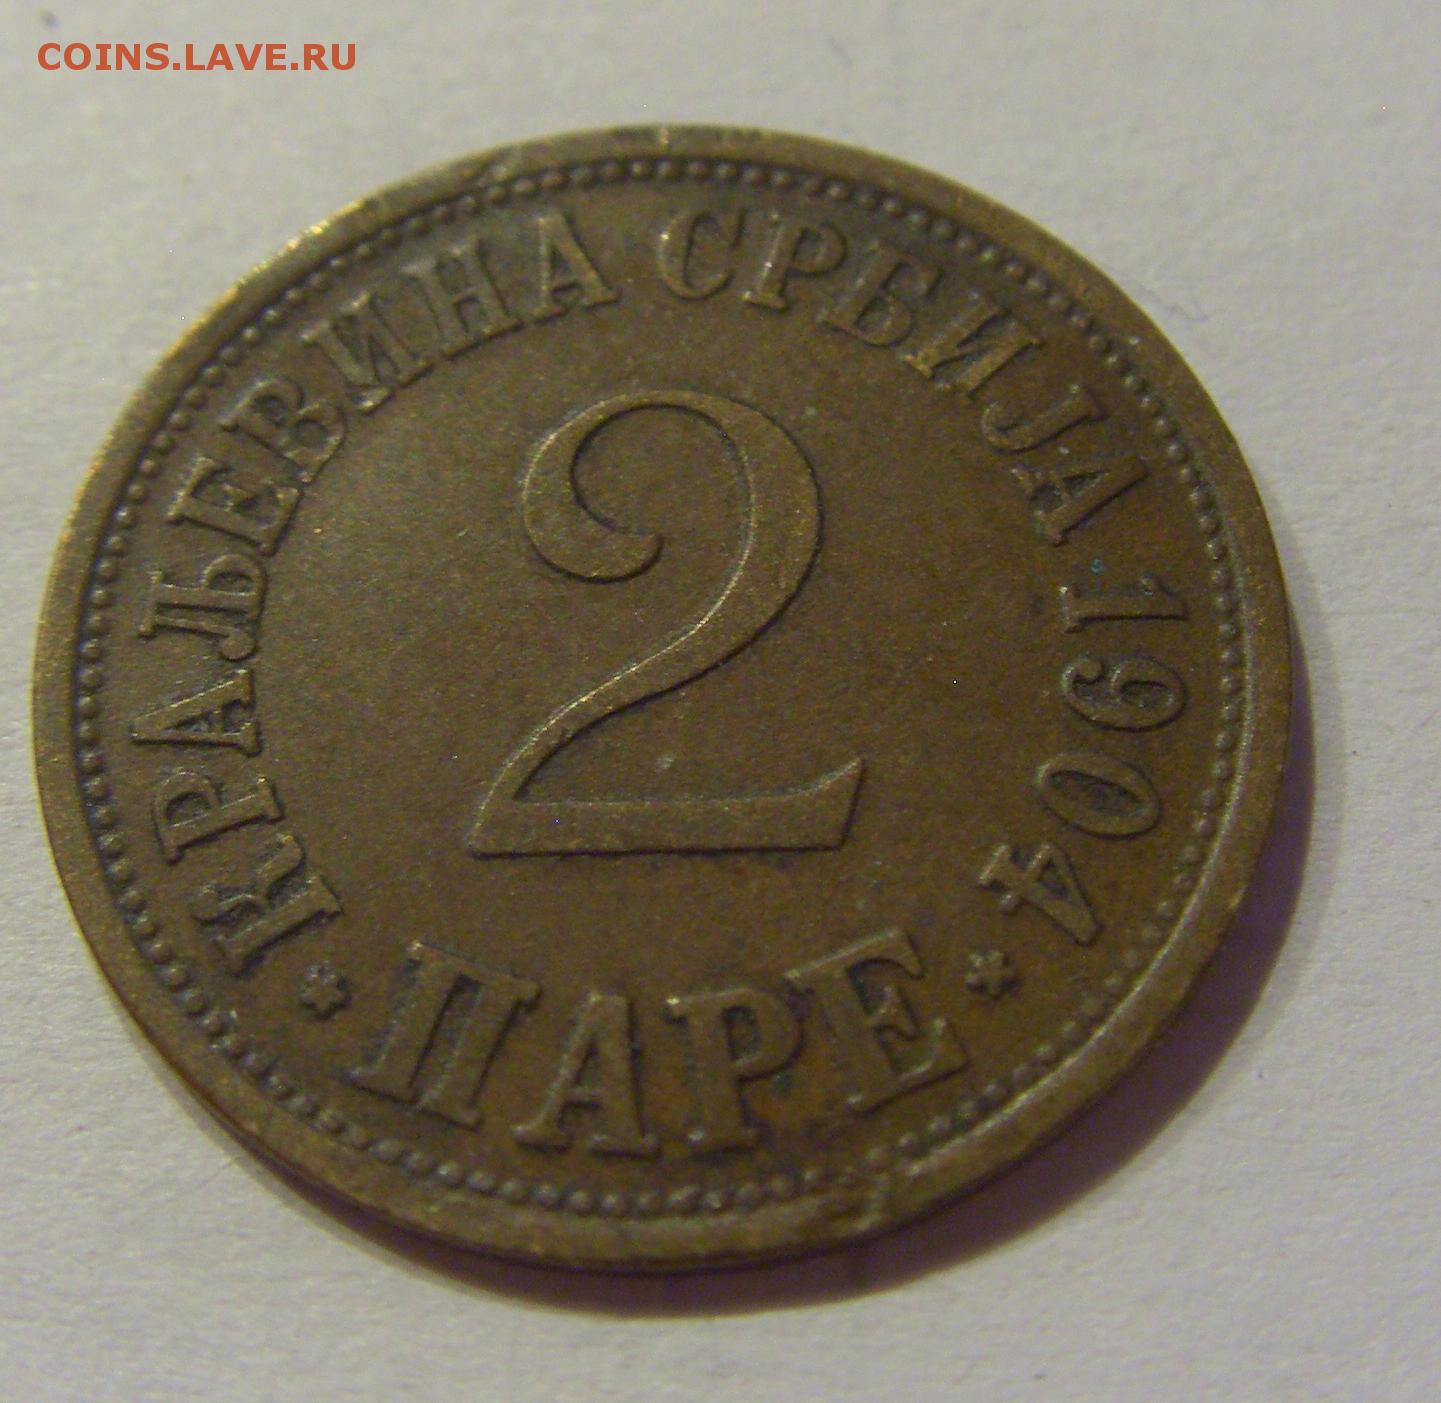 COINS.LAVE.RU
КРАЉЕВИНА СРБИЈА 1904
2
* ПАРЕ *